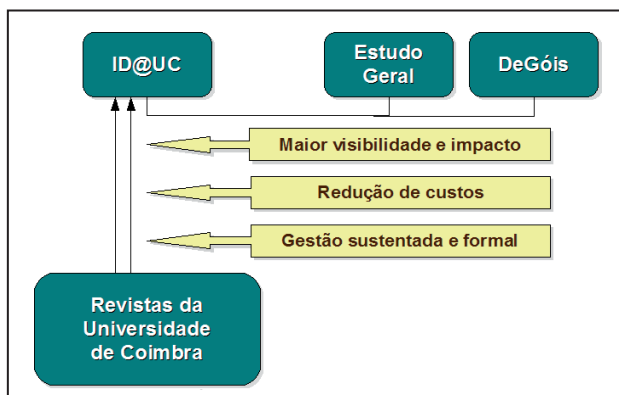 ID@UC
Estudo
Geral
DeGóis
Maior visibilidade e impacto
Redução de custos
Gestão sustentada e formal
Revistas da
Universidade
de Coimbra